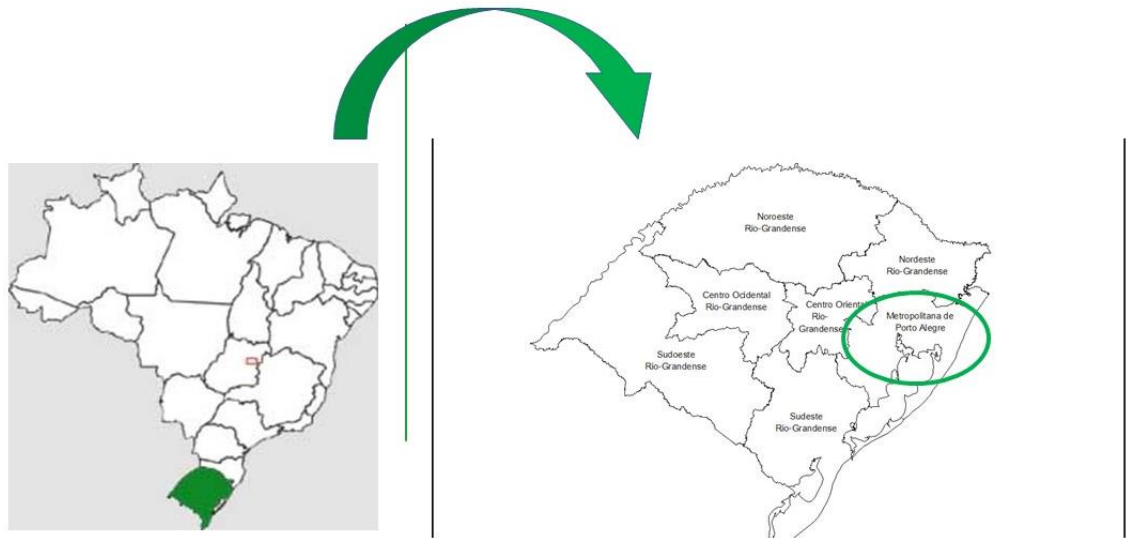 Noroeste
Rio-Grandense
Nordeste
Rio-Grandense
Centro Ocidental
Rio-Grandense
Centro Oriental
Rio-
Grandense
Metropolitana de
Porto Alegre
Sudoeste
Rio-Grandense
Sudeste
Rio-Grandense